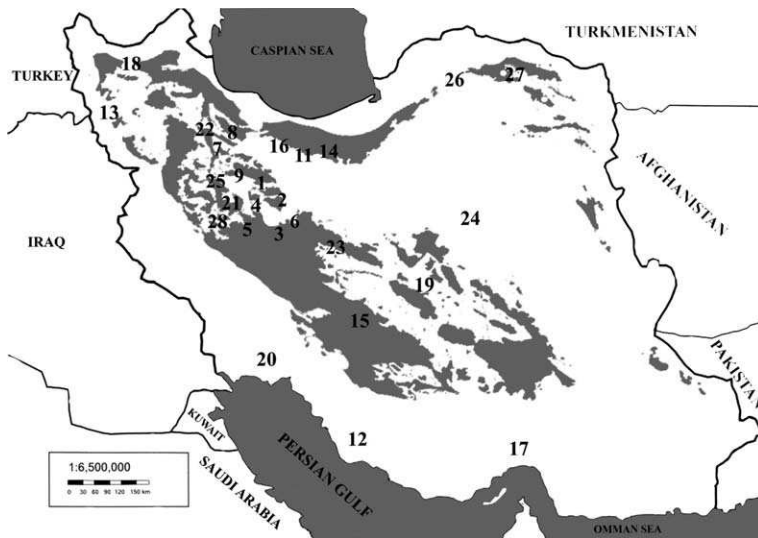 TURKMENISTAN
CASPIAN SEA
18
TURKEY
26
27
13
22
8
7
16
11
14
9
25
1
2
21
4
28
5
3
6
24
23
19
15
AFGHANISTAN
IRAQ
20
12
17
KUWAIT
PERSIAN GULF
SAUDI ARABIA
PAKISTAN
1:6,500,000
0 30 60 90 120 150 km
OMMAN SEA